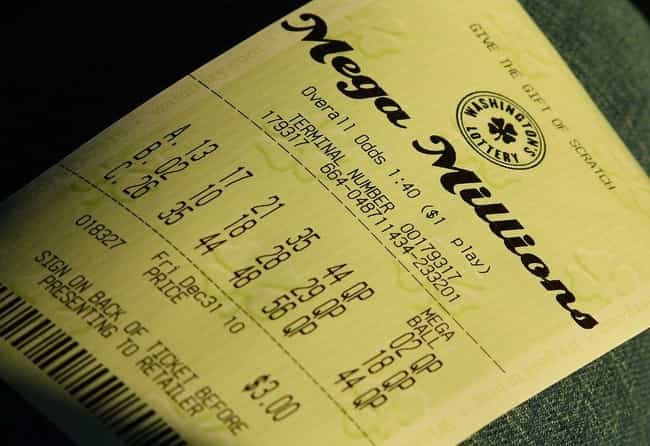 GIVE THE GIFT OF SCRATCH
WASHINGTON'S
LOTTERY
Mega Millions
Overall Odds 1:40 ($1 play)
TERMINAL NUMBER 00179317
179317 664-048711434-233201
MEGA
BALL
A. 13 17 21 35 44 QP 02 QP
B. 02 10 18 28 29 QP 18 QP
C. 26 35 44 48 56 QP 44 QP
018327 Fri Dec31 10
PRICE $3.00
SIGN ON BACK OF TICKET BEFORE
PRESENTING TO RETAILER